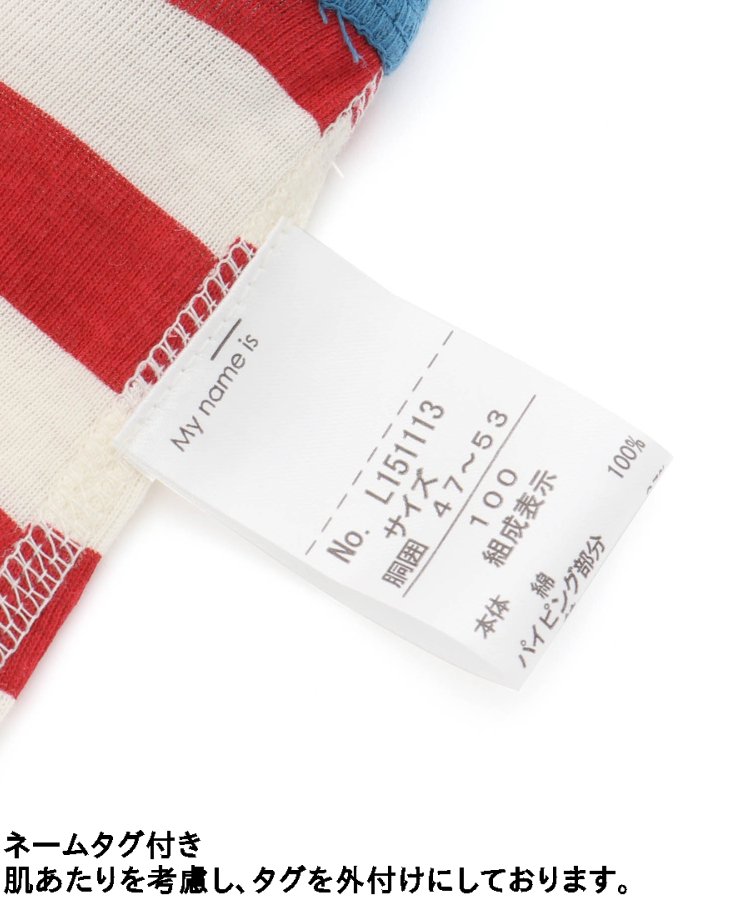 My name is
No. L151113
サイズ
胴囲 47～53
100
組成表示
本体 綿 100%
パイピング部分
ネームタグ付き
肌あたりを考慮し、タグを外付けにしております。